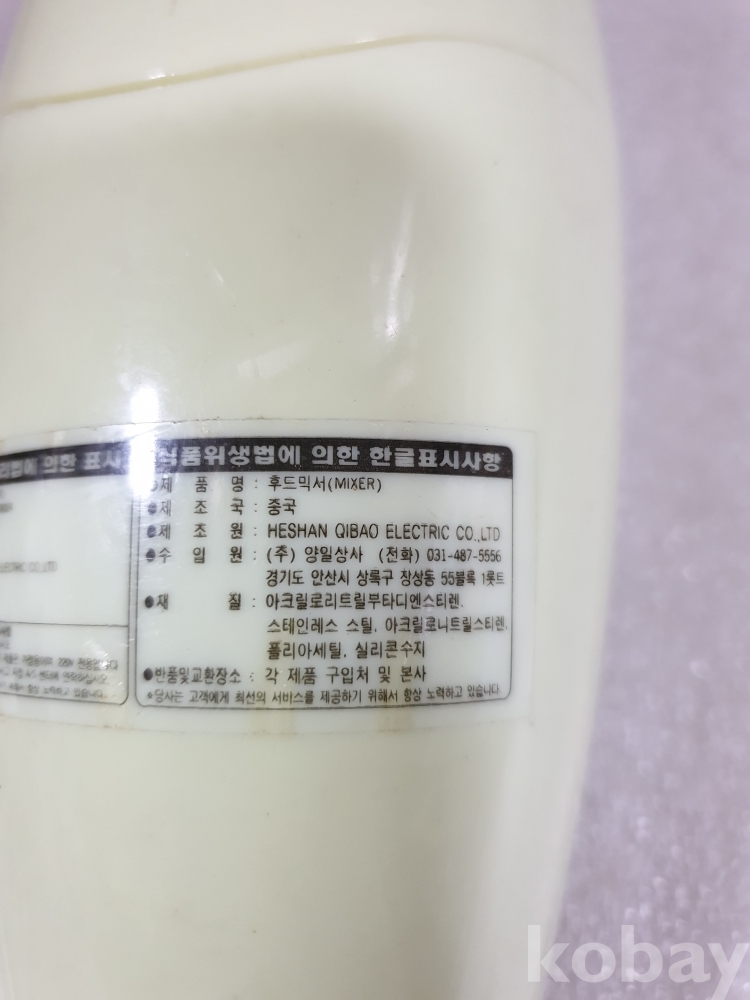 식품위생법에 의한 한글표시사항
●제 품 명 : 후드믹서(MIXER)
●제 조 국 : 중국
●제 조 원 : HESHAN QIBAO ELECTRIC CO.,LTD
●수 입 원 : (주) 양일상사 (전화) 031-487-5556
경기도 안산시 상록구 장상동 55블록 1롯트
●재 질 : 아크릴로리트릴부타디엔스티렌,
스테인레스 스틸, 아크릴로니트릴스티렌,
폴리아세틸, 실리콘수지
●반품및교환장소 : 각 제품 구입처 및 본사
*당사는 고객에게 최선의 서비스를 제공하기 위해서 항상 노력하고 있습니다
의한 표시
220V
하고 있습니다
kobay